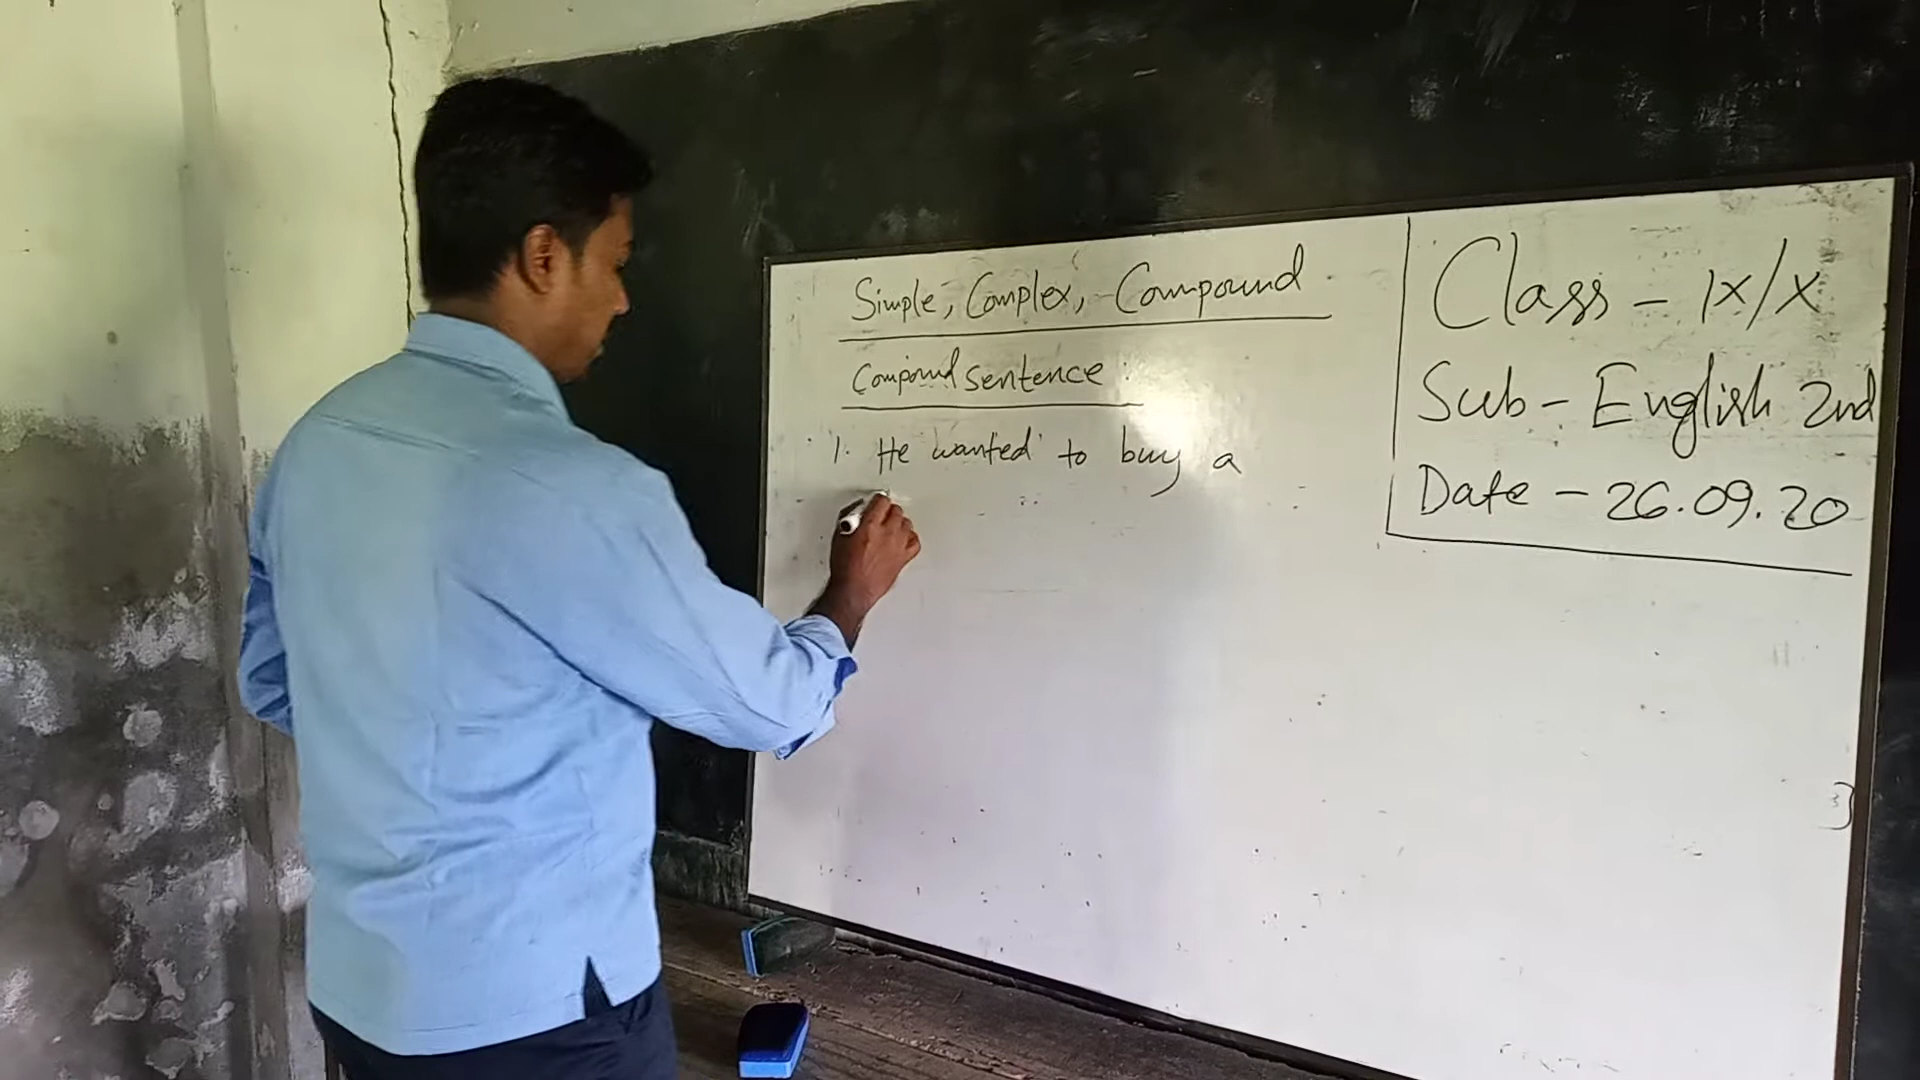 Simple, Complex, Compound
Compound sentence:
1. He wanted to buy a
Class - IX/X
Sub - English 2nd
Date - 26.09.20